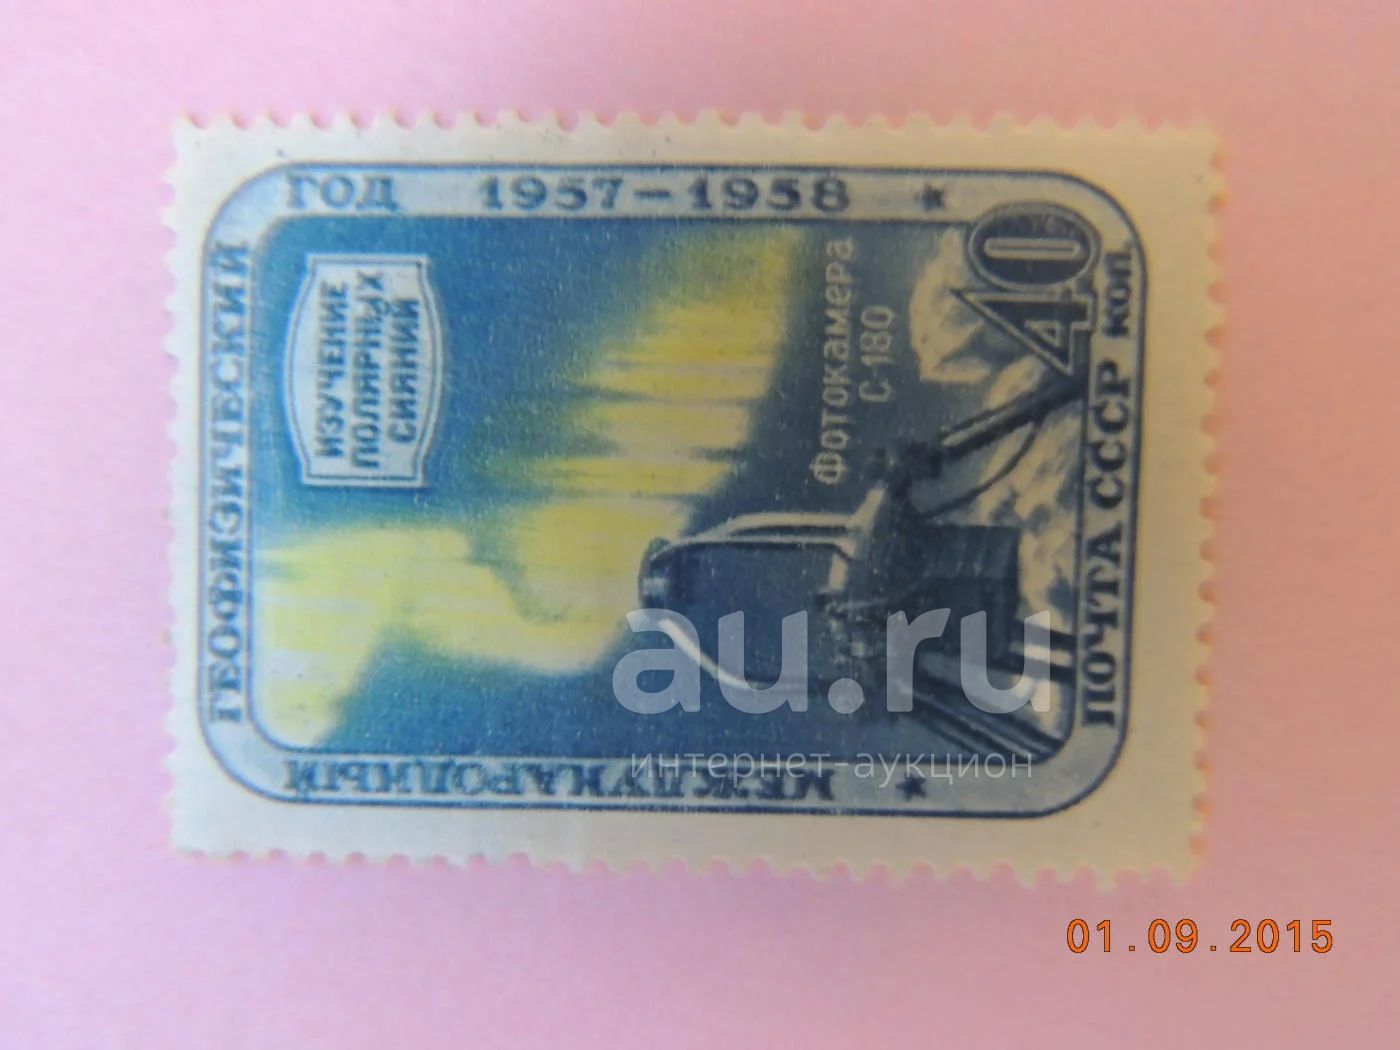 МЕЖДУНАРОДНЫЙ
ГЕОФИЗИЧЕСКИЙ
ГОД 1957-1958
ИЗУЧЕНИЕ
ПОЛЯРНЫХ
СИЯНИЙ
Фотокамера
С-180
40
коп.
ПОЧТА СССР
au.ru
интернет-аукцион
01.09.2015